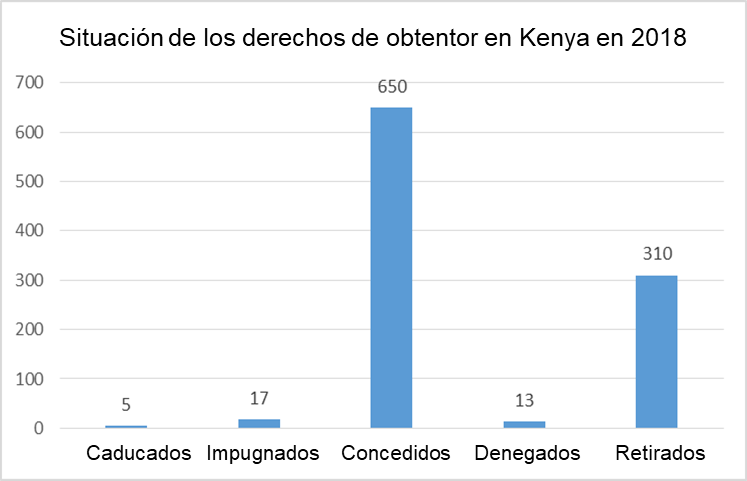 Situación de los derechos de obtentor en Kenya en 2018
700
600
500
400
300
200
100
0
5
17
650
13
310
Caducados
Impugnados
Concedidos
Denegados
Retirados